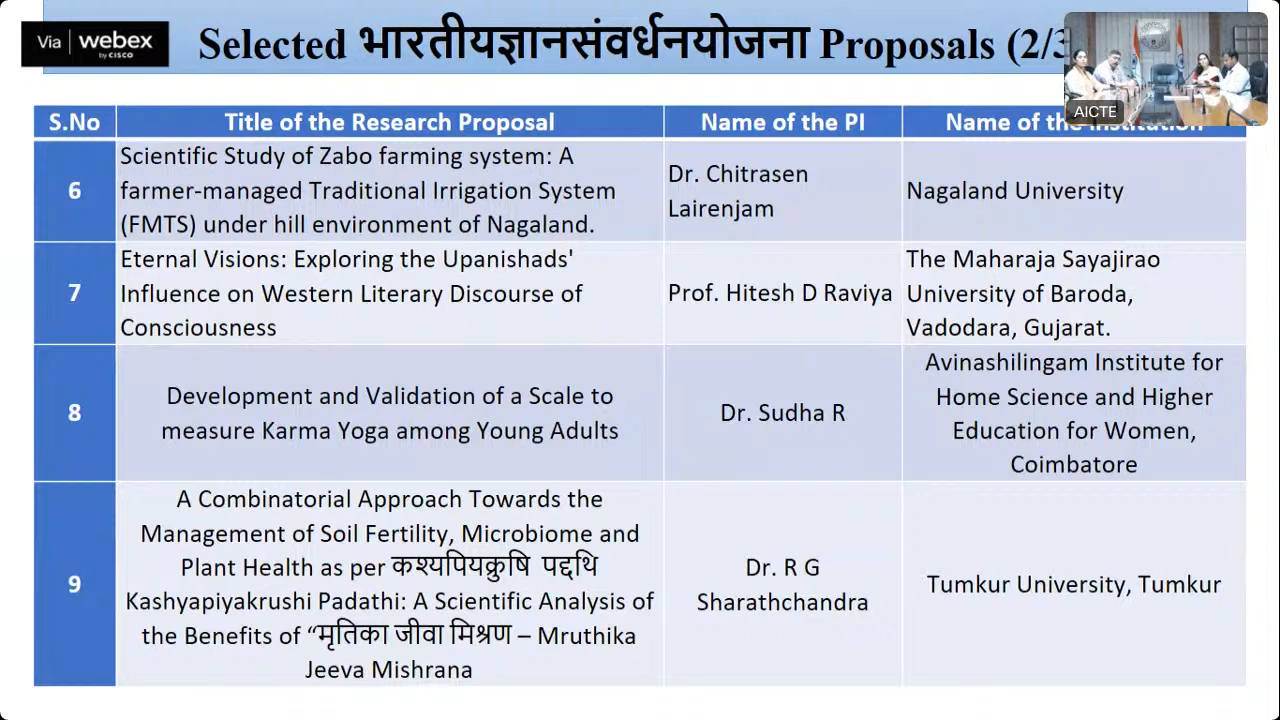 Via webex
by CISCO
Selected भारतीयज्ञानसंवर्धनयोजना Proposals (2/3
AICTE
S.No Title of the Research Proposal Name of the PI Name of the Institution
6 Scientific Study of Zabo farming system: A
farmer-managed Traditional Irrigation System
(FMTS) under hill environment of Nagaland.
Dr. Chitrasen
Lairenjam
Nagaland University
7 Eternal Visions: Exploring the Upanishads'
Influence on Western Literary Discourse of
Consciousness
Prof. Hitesh D Raviya
The Maharaja Sayajirao
University of Baroda,
Vadodara, Gujarat.
8 Development and Validation of a Scale to
measure Karma Yoga among Young Adults
Dr. Sudha R
Avinashilingam Institute for
Home Science and Higher
Education for Women,
Coimbatore
9 A Combinatorial Approach Towards the
Management of Soil Fertility, Microbiome and
Plant Health as per कश्यपियक्रुषि पद्दथि
Kashyapiyakrushi Padathi: A Scientific Analysis of
the Benefits of “मृतिका जीवा मिश्रण – Mruthika
Jeeva Mishrana
Dr. R G
Sharathchandra
Tumkur University, Tumkur